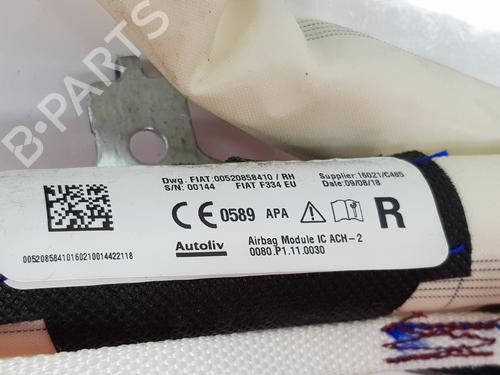 B-PARTS
Dwg. FIAT:00520858410 / RH
Supplier:16021/C485
S/N: 00144 FIAT F334 EU
Date:09/08/18
CE 0589 APA
R
Autoliv
Airbag Module IC ACH-2
0080.P1.11.0030
00520858410160210014422118